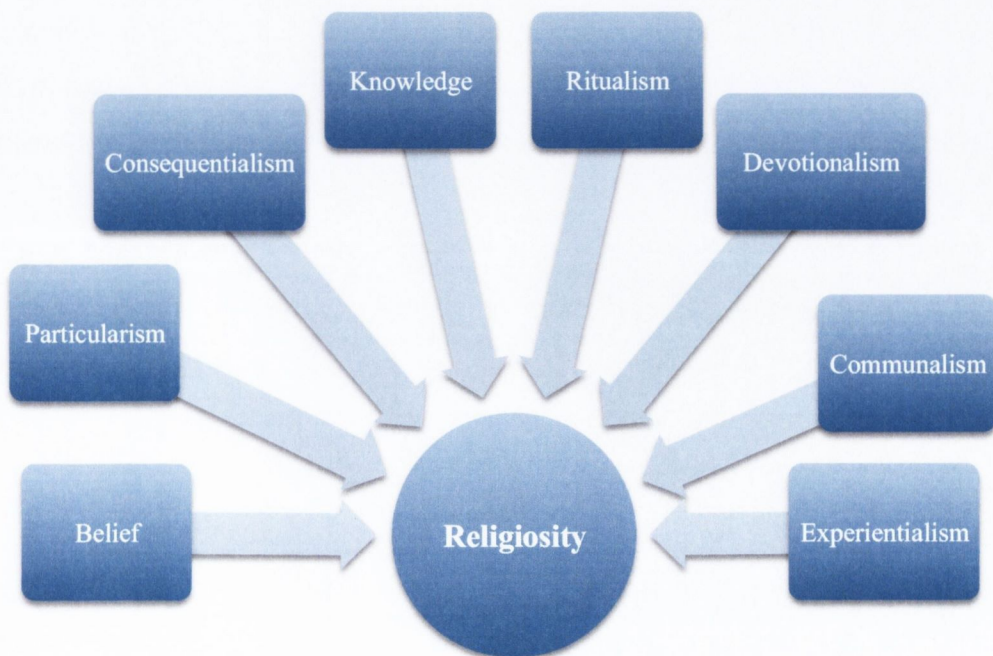 Knowledge
Ritualism
Consequentialism
Devotionalism
Particularism
Communalism
Belief
Religiosity
Experientialism